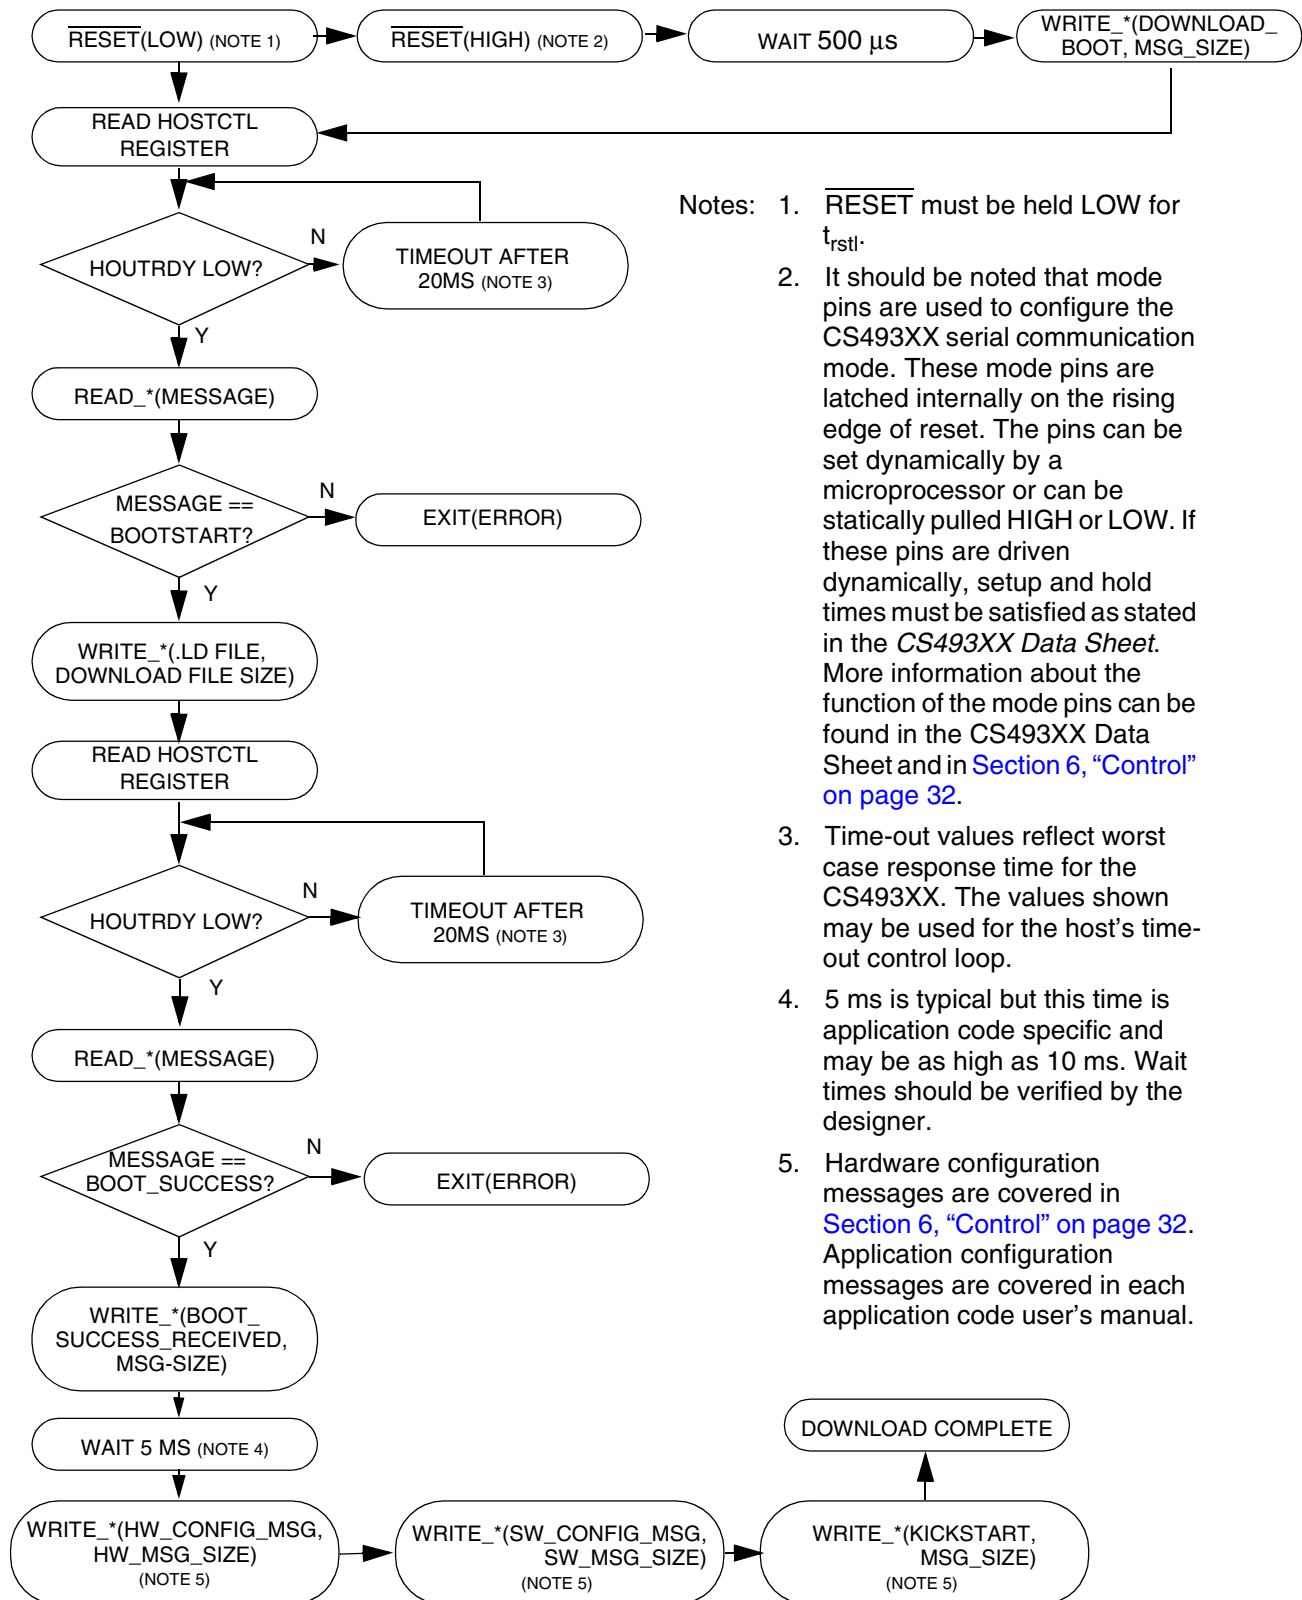 RESET(LOW) (NOTE 1)
RESET(HIGH) (NOTE 2)
WAIT 500 µs
WRITE_*(DOWNLOAD_
BOOT, MSG_SIZE)
READ HOSTCTL
REGISTER
HOUTRDY LOW?
N
TIMEOUT AFTER
20MS (NOTE 3)
Y
READ_*(MESSAGE)
MESSAGE ==
BOOTSTART?
N
EXIT(ERROR)
Y
WRITE_*(.LD FILE,
DOWNLOAD FILE SIZE)
READ HOSTCTL
REGISTER
HOUTRDY LOW?
N
TIMEOUT AFTER
20MS (NOTE 3)
Y
READ_*(MESSAGE)
MESSAGE ==
BOOT_SUCCESS?
N
EXIT(ERROR)
Y
WRITE_*(BOOT_
SUCCESS_RECEIVED,
MSG-SIZE)
WAIT 5 MS (NOTE 4)
WRITE_*(HW_CONFIG_MSG,
HW_MSG_SIZE)
(NOTE 5)
WRITE_*(SW_CONFIG_MSG,
SW_MSG_SIZE)
(NOTE 5)
WRITE_*(KICKSTART,
MSG_SIZE)
(NOTE 5)
DOWNLOAD COMPLETE
Notes: 1. RESET must be held LOW for
trstl.
2. It should be noted that mode
pins are used to configure the
CS493XX serial communication
mode. These mode pins are
latched internally on the rising
edge of reset. The pins can be
set dynamically by a
microprocessor or can be
statically pulled HIGH or LOW. If
these pins are driven
dynamically, setup and hold
times must be satisfied as stated
in the CS493XX Data Sheet.
More information about the
function of the mode pins can be
found in the CS493XX Data
Sheet and in Section 6, “Control”
on page 32.
3. Time-out values reflect worst
case response time for the
CS493XX. The values shown
may be used for the host’s time-
out control loop.
4. 5 ms is typical but this time is
application code specific and
may be as high as 10 ms. Wait
times should be verified by the
designer.
5. Hardware configuration
messages are covered in
Section 6, “Control” on page 32.
Application configuration
messages are covered in each
application code user’s manual.